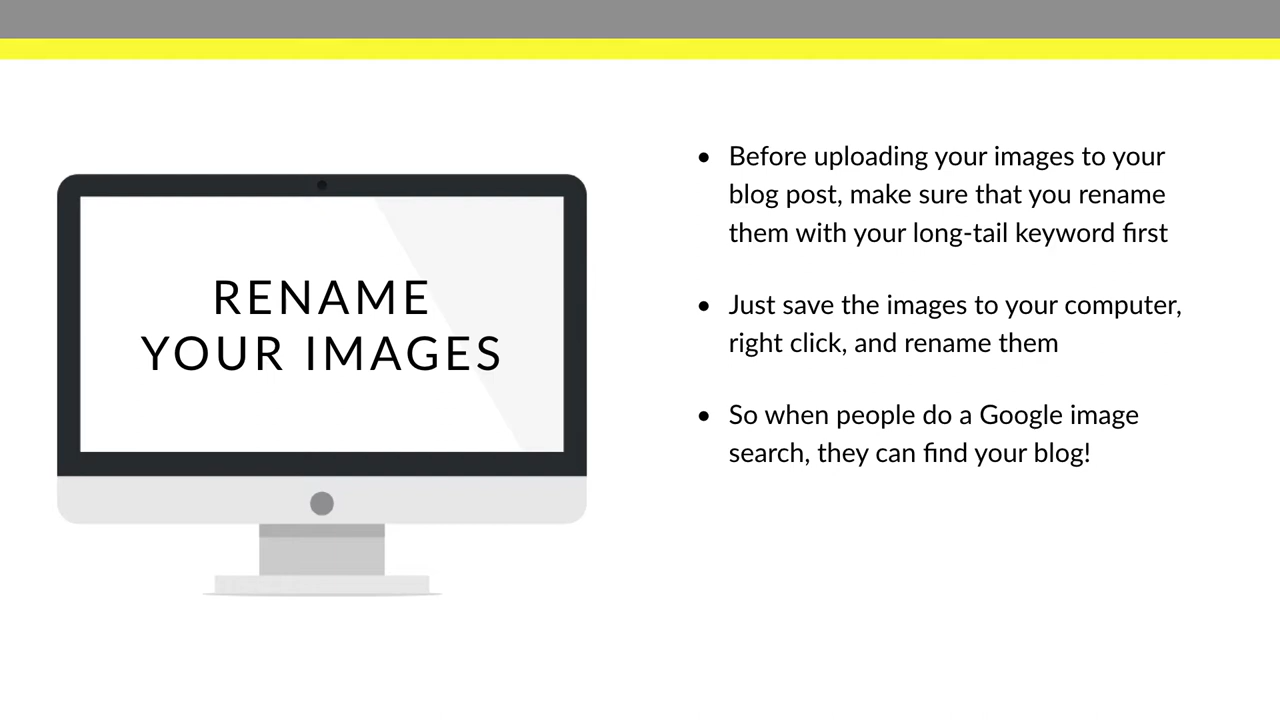 RENAME
YOUR IMAGES
• Before uploading your images to your
blog post, make sure that you rename
them with your long-tail keyword first
• Just save the images to your computer,
right click, and rename them
• So when people do a Google image
search, they can find your blog!